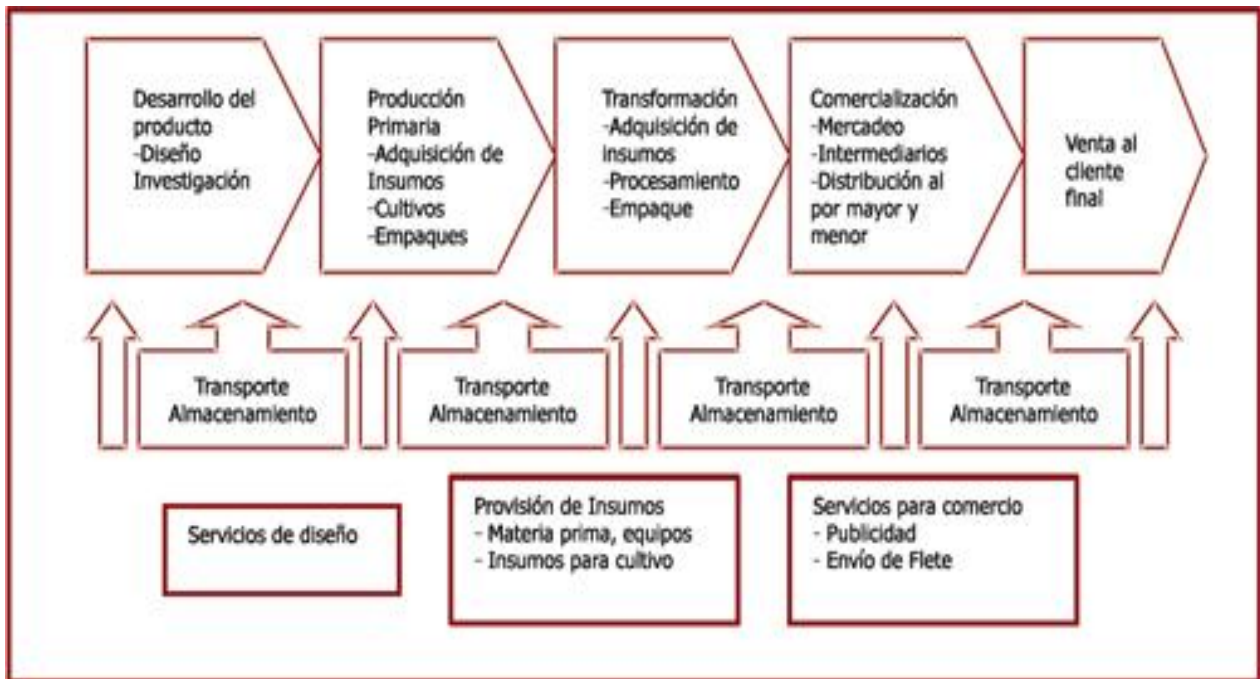 Desarrollo del
producto
-Diseño
Investigación
Producción
Primaria
-Adquisición de
Insumos
-Cultivos
-Empaques
Transformación
-Adquisición de
insumos
-Procesamiento
-Empaque
Comercialización
-Mercadeo
-Intermediarios
-Distribución al
por mayor y
menor
Venta al
cliente
final
Transporte
Almacenamiento
Transporte
Almacenamiento
Transporte
Almacenamiento
Transporte
Almacenamiento
Servicios de diseño
Provisión de Insumos
- Materia prima, equipos
- Insumos para cultivo
Servicios para comercio
- Publicidad
- Envío de Flete